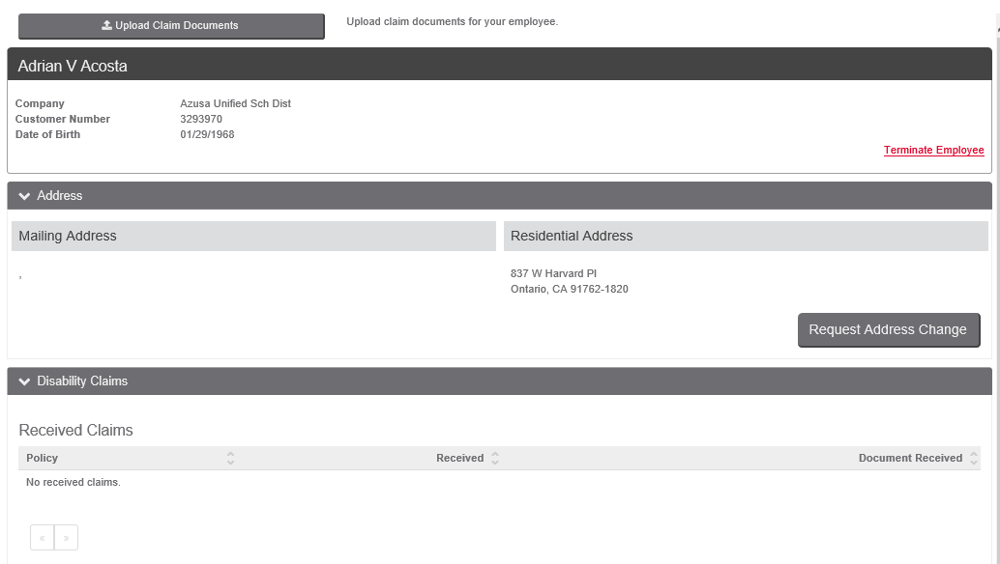 Upload Claim Documents
Upload claim documents for your employee.
Adrian V Acosta
Company Azusa Unified Sch Dist
Customer Number 3293970
Date of Birth 01/29/1968
Terminate Employee
Address
Mailing Address
,
Residential Address
837 W Harvard Pl
Ontario, CA 91762-1820
Request Address Change
Disability Claims
Received Claims
Policy Received Document Received
No received claims.
« »